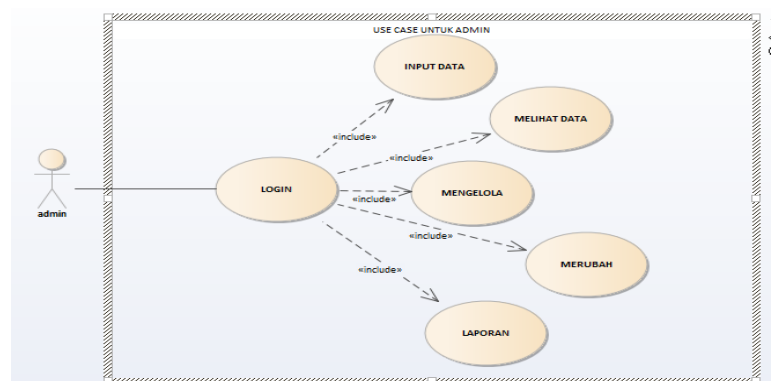 USE CASE UNTUK ADMIN
INPUT DATA
«include»
MELIHAT DATA
«include»
LOGIN
MENGELOLA
«include»
admin
«include»
MERUBAH
«include»
LAPORAN